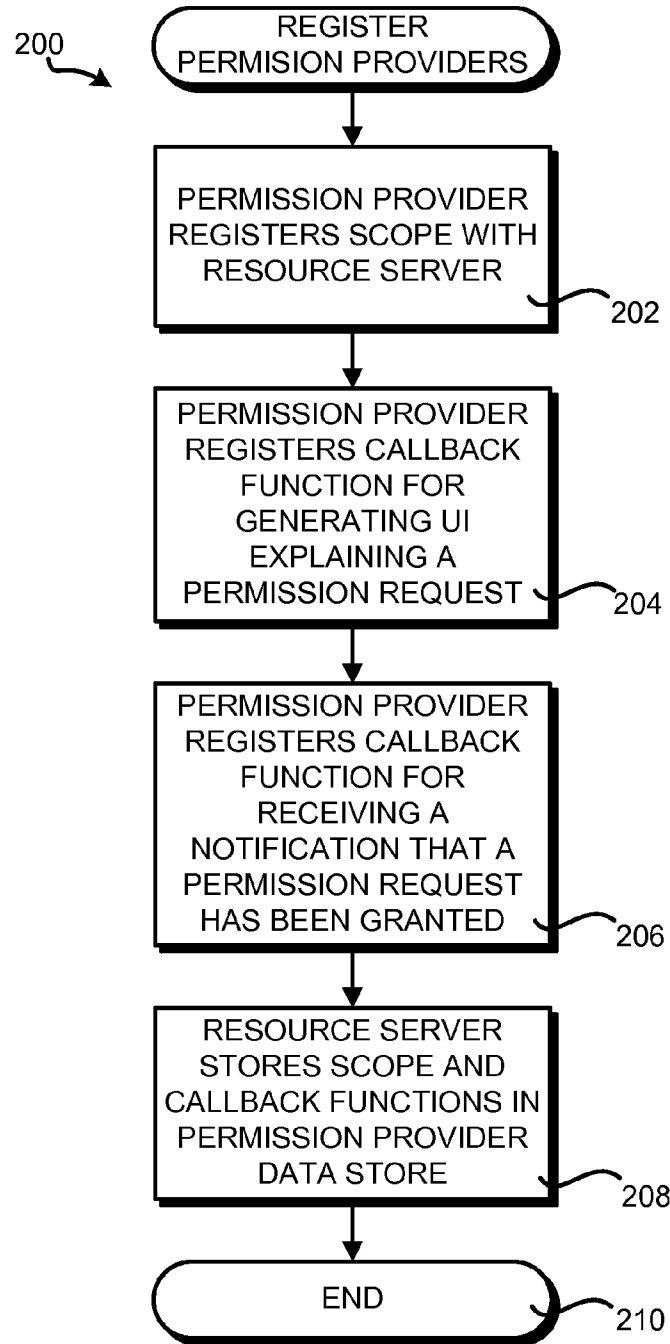 200
REGISTER
PERMISION PROVIDERS
PERMISSION PROVIDER
REGISTERS SCOPE WITH
RESOURCE SERVER
202
PERMISSION PROVIDER
REGISTERS CALLBACK
FUNCTION FOR
GENERATING UI
EXPLAINING A
PERMISSION REQUEST
204
PERMISSION PROVIDER
REGISTERS CALLBACK
FUNCTION FOR
RECEIVING A
NOTIFICATION THAT A
PERMISSION REQUEST
HAS BEEN GRANTED
206
RESOURCE SERVER
STORES SCOPE AND
CALLBACK FUNCTIONS IN
PERMISSION PROVIDER
DATA STORE
208
END
210